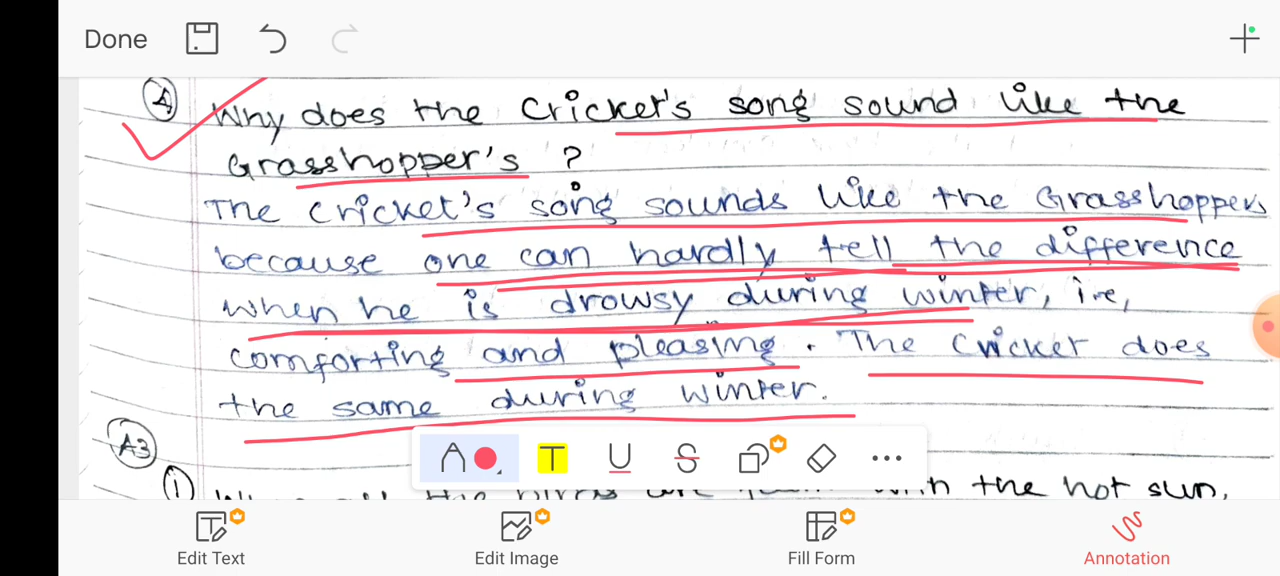 Done
4 Why does the Cricket's song sound like the
Grasshopper's ?
The cricket's song sounds like the Grasshoppers
because one can hardly tell the difference
when he is drowsy during winter, i.e,
comforting and pleasing. The Cricket does
the same during winter.
A3
i the hot sun,
Edit Text Edit Image Fill Form Annotation